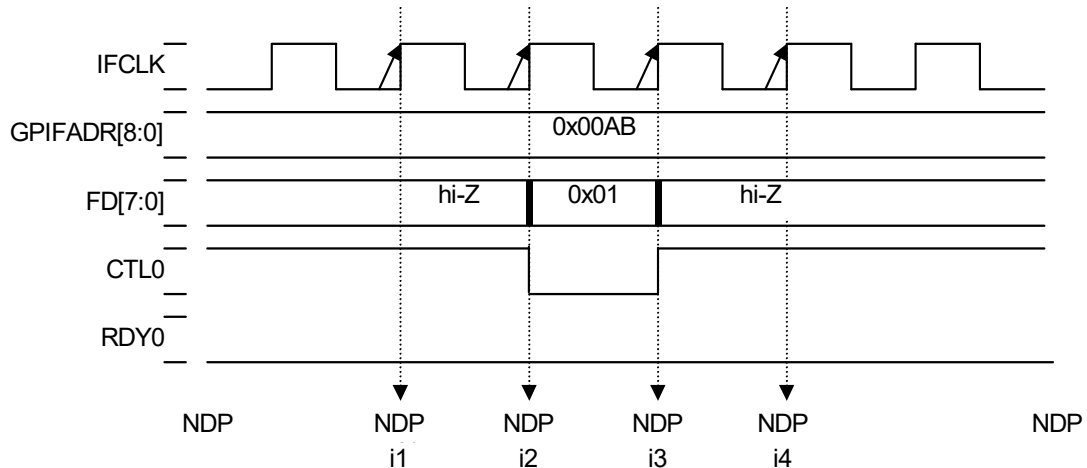 IFCLK
GPIFADR[8:0]
0x00AB
FD[7:0]
hi-Z 0x01 hi-Z
CTL0
RDY0
NDP NDP NDP NDP NDP NDP
i1 i2 i3 i4